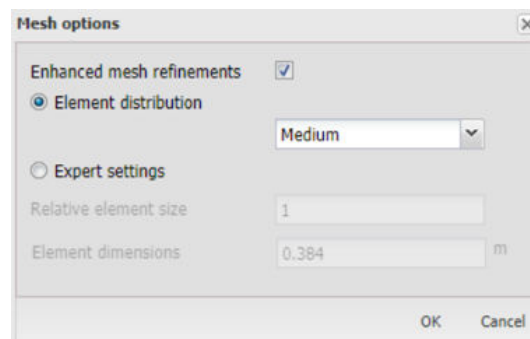 Mesh options
Enhanced mesh refinements
Element distribution
Medium
Expert settings
Relative element size 1
Element dimensions 0.384 m
OK Cancel